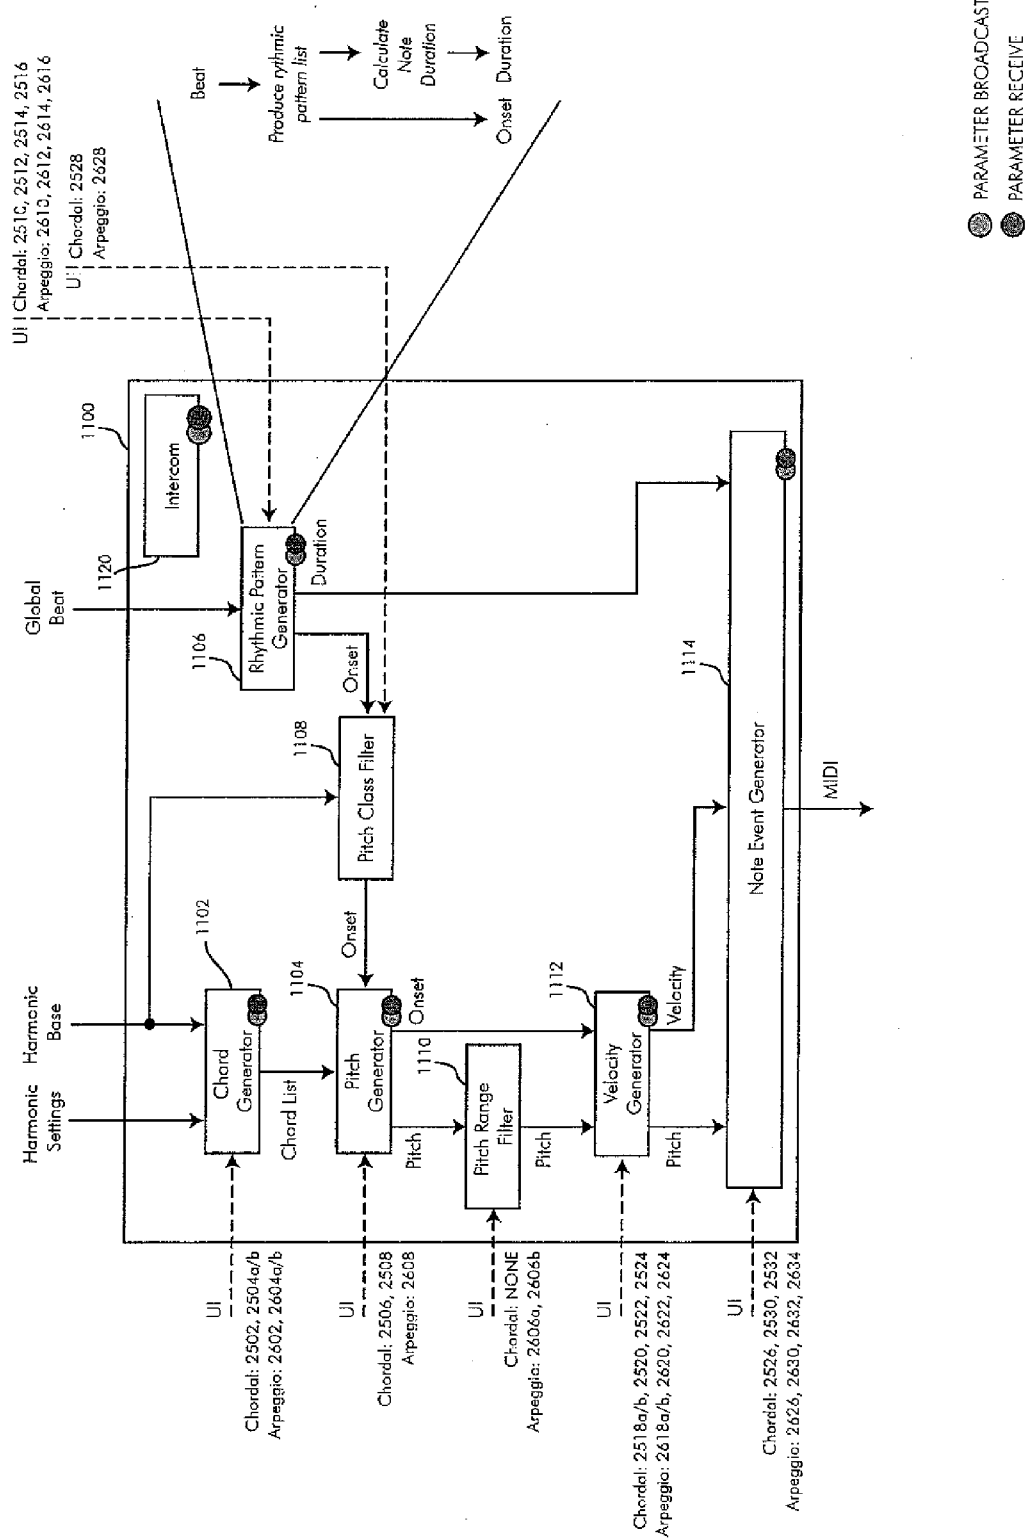 UI
Chordal: 2510, 2512, 2514, 2516
Arpeggio: 2610, 2612, 2614, 2616
UI
Chordal: 2528
Arpeggio: 2628
Beat
Produce rythmic
pattern list
Calculate
Note
Duration
Onset
Duration
PARAMETER BROADCAST
PARAMETER RECEIVE
Harmonic
Settings
Harmonic
Base
Global
Beat
1100
1120
Intercom
1106
Rhythmic Pattern
Generator
Duration
Onset
1108
Pitch Class Filter
Onset
1102
Chord
Generator
Chord List
1104
Pitch
Generator
Onset
Pitch
1110
Pitch Range
Filter
Pitch
1112
Velocity
Generator
Velocity
Pitch
1114
Note Event Generator
MIDI
UI
Chordal: 2502, 2504a/b
Arpeggio: 2602, 2604a/b
UI
Chordal: 2506, 2508
Arpeggio: 2608
UI
Chordal: NONE
Arpeggio: 2606a, 2606b
UI
Chordal: 2518a/b, 2520, 2522, 2524
Arpeggio: 2618a/b, 2620, 2622, 2624
UI
Chordal: 2526, 2530, 2532
Arpeggio: 2626, 2630, 2632, 2634